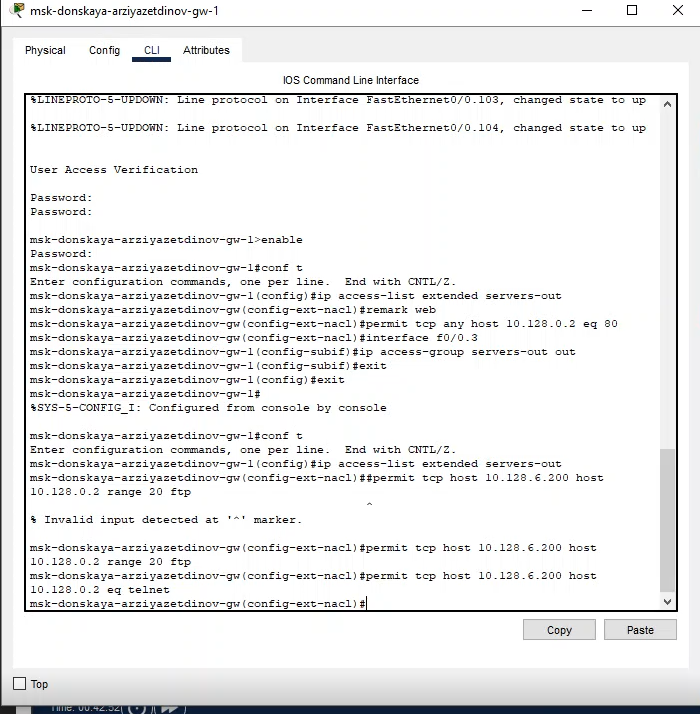 msk-donskaya-arziyazetdinov-gw-1
Physical Config CLI Attributes
IOS Command Line Interface
%LINEPROTO-5-UPDOWN: Line protocol on Interface FastEthernet0/0.103, changed state to up
%LINEPROTO-5-UPDOWN: Line protocol on Interface FastEthernet0/0.104, changed state to up
User Access Verification
Password:
Password:
msk-donskaya-arziyazetdinov-gw-1>enable
Password:
msk-donskaya-arziyazetdinov-gw-1#conf t
Enter configuration commands, one per line.  End with CNTL/Z.
msk-donskaya-arziyazetdinov-gw-1(config)#ip access-list extended servers-out
msk-donskaya-arziyazetdinov-gw(config-ext-nacl)#remark web
msk-donskaya-arziyazetdinov-gw(config-ext-nacl)#permit tcp any host 10.128.0.2 eq 80
msk-donskaya-arziyazetdinov-gw(config-ext-nacl)#interface f0/0.3
msk-donskaya-arziyazetdinov-gw-1(config-subif)#ip access-group servers-out out
msk-donskaya-arziyazetdinov-gw-1(config-subif)#exit
msk-donskaya-arziyazetdinov-gw-1(config)#exit
msk-donskaya-arziyazetdinov-gw-1#
%SYS-5-CONFIG_I: Configured from console by console
msk-donskaya-arziyazetdinov-gw-1#conf t
Enter configuration commands, one per line.  End with CNTL/Z.
msk-donskaya-arziyazetdinov-gw-1(config)#ip access-list extended servers-out
msk-donskaya-arziyazetdinov-gw(config-ext-nacl)##permit tcp host 10.128.6.200 host
10.128.0.2 range 20 ftp
^
% Invalid input detected at '^' marker.
msk-donskaya-arziyazetdinov-gw(config-ext-nacl)#permit tcp host 10.128.6.200 host
10.128.0.2 range 20 ftp
msk-donskaya-arziyazetdinov-gw(config-ext-nacl)#permit tcp host 10.128.6.200 host
10.128.0.2 eq telnet
msk-donskaya-arziyazetdinov-gw(config-ext-nacl)#
Copy Paste
Top
Time: 00:42:52